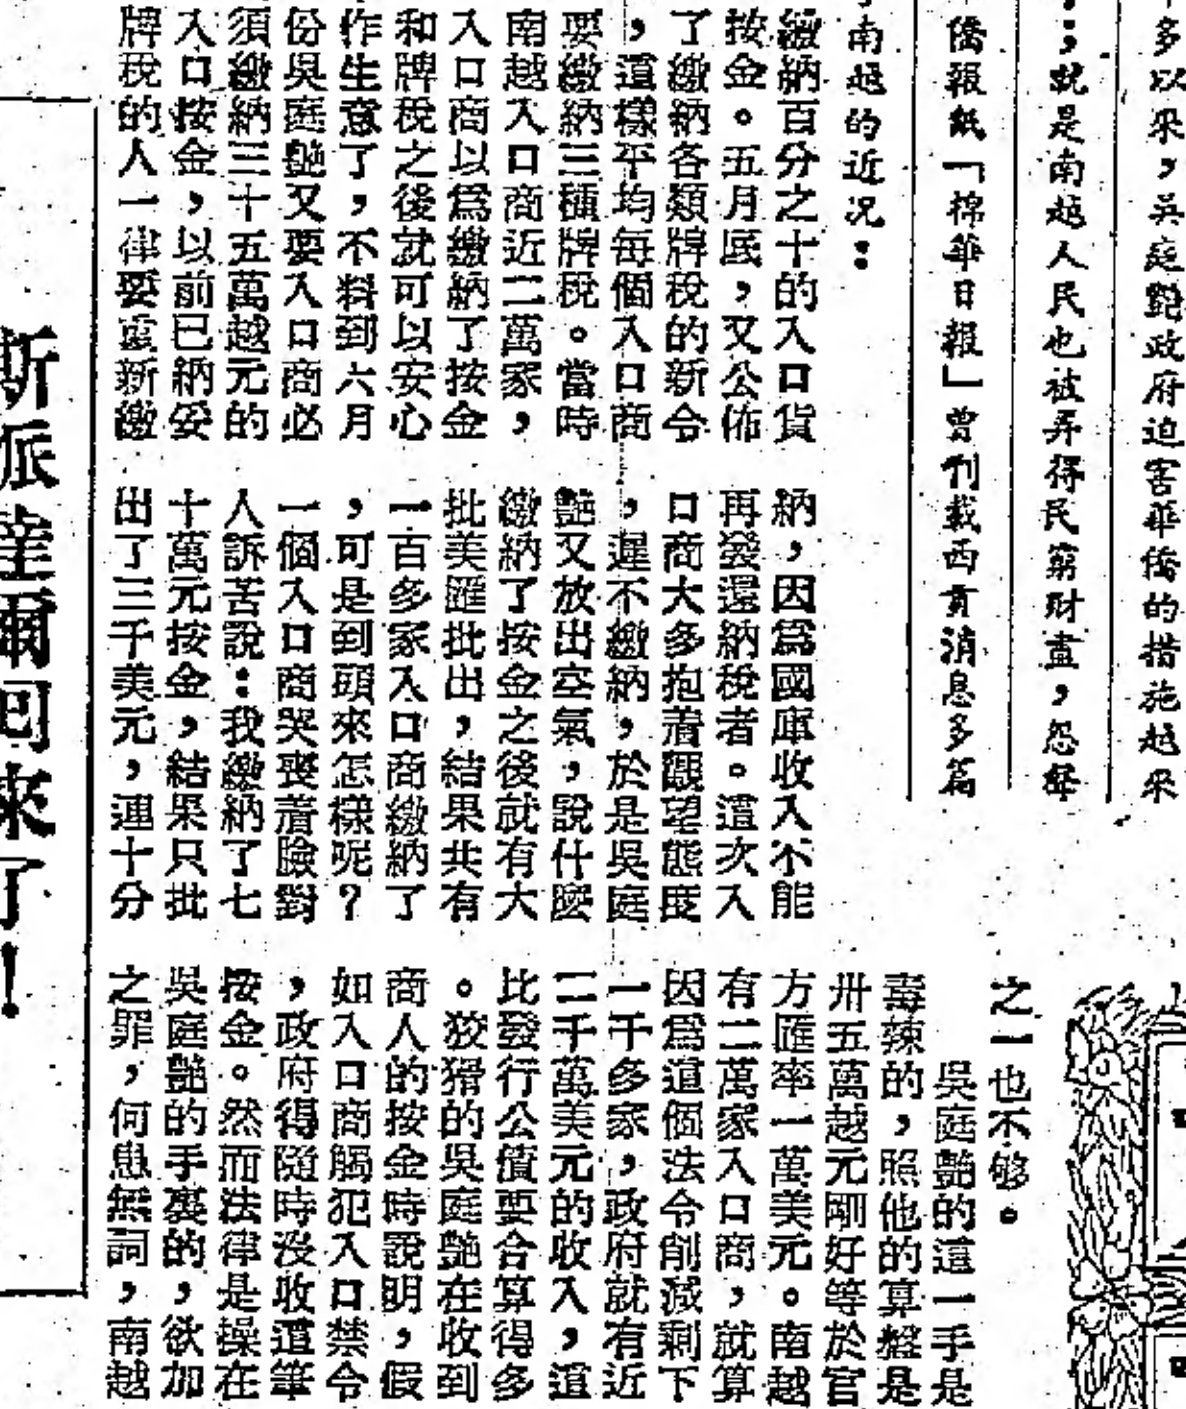 多以來，吳庭艷政府迫害華僑的措施越來
；就是南越人民也被弄得民窮財盡，怨聲
僑報紙「棉華日報」曾刊載西貢消息多篇
南越的近況：
繳納百分之十的入口貨
按金。五月底，又公佈
了繳納各類牌稅的新令
，這樣平均每個入口商
要繳納三種牌稅。當時
南越入口商近二萬家，
入口商以為繳納了按金
和牌稅之後就可以安心
作生意了，不料到六月
份吳庭艶又要入口商必
須繳納三十五萬越元的
入口按金，以前已納妥
牌稅的人一律要重新繳
納，因為國庫收入不能
再發還納稅者。這次入
口商大多抱着觀望態度
，遲不繳納，於是吳庭
艶又放出空氣，說什麼
繳納了按金之後就有大
批美匯批出，結果共有
一百多家入口商繳納了
，可是到頭來怎樣呢？
一個入口商哭喪着臉對
人訴苦說：我繳納了七
十萬元按金，結果只批
出了三千美元，連十分
之一也不够。
吳庭艶的這一手是
毒辣的，照他的算盤是
卅五萬越元剛好等於官
方匯率一萬美元。南越
有二萬家入口商，就算
因為這個法令削減剩下
一千多家，政府就有近
二千萬美元的收入，這
比發行公債要合算得多
。狡猾的吳庭艶在收到
商人的按金時說明，假
如入口商觸犯入口禁令
，政府得隨時沒收這筆
按金。然而法律是操在
吳庭艶的手裏的，欲加
之罪，何患無詞，南越
斯派達爾回來了！